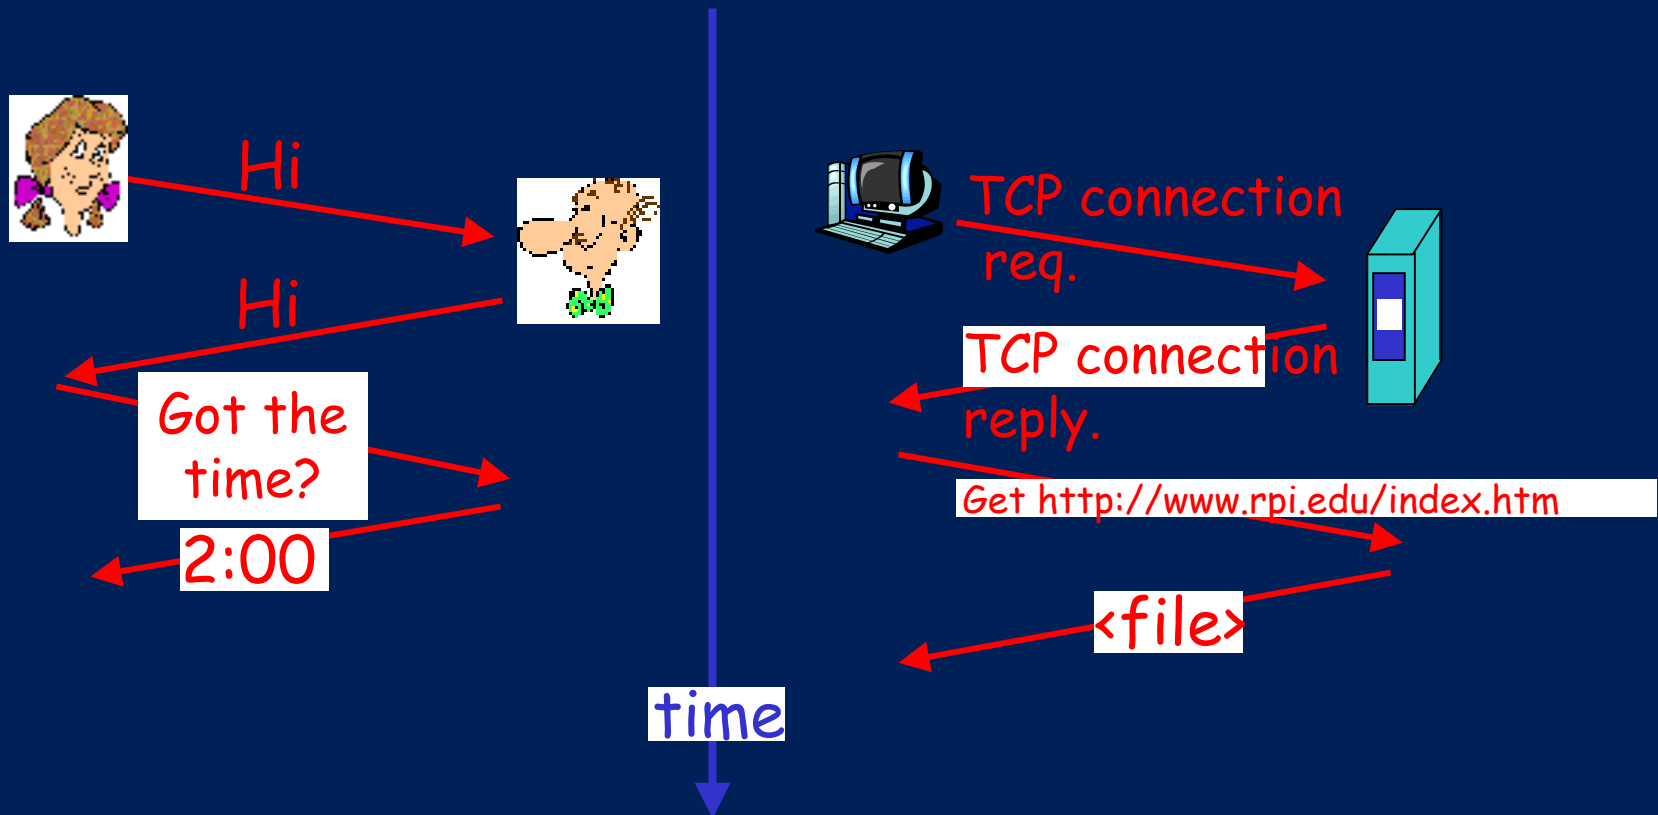 Hi
Hi
Got the
time?
2:00
TCP connection
req.
TCP connection
reply.
Get http://www.rpi.edu/index.htm
<file>
time